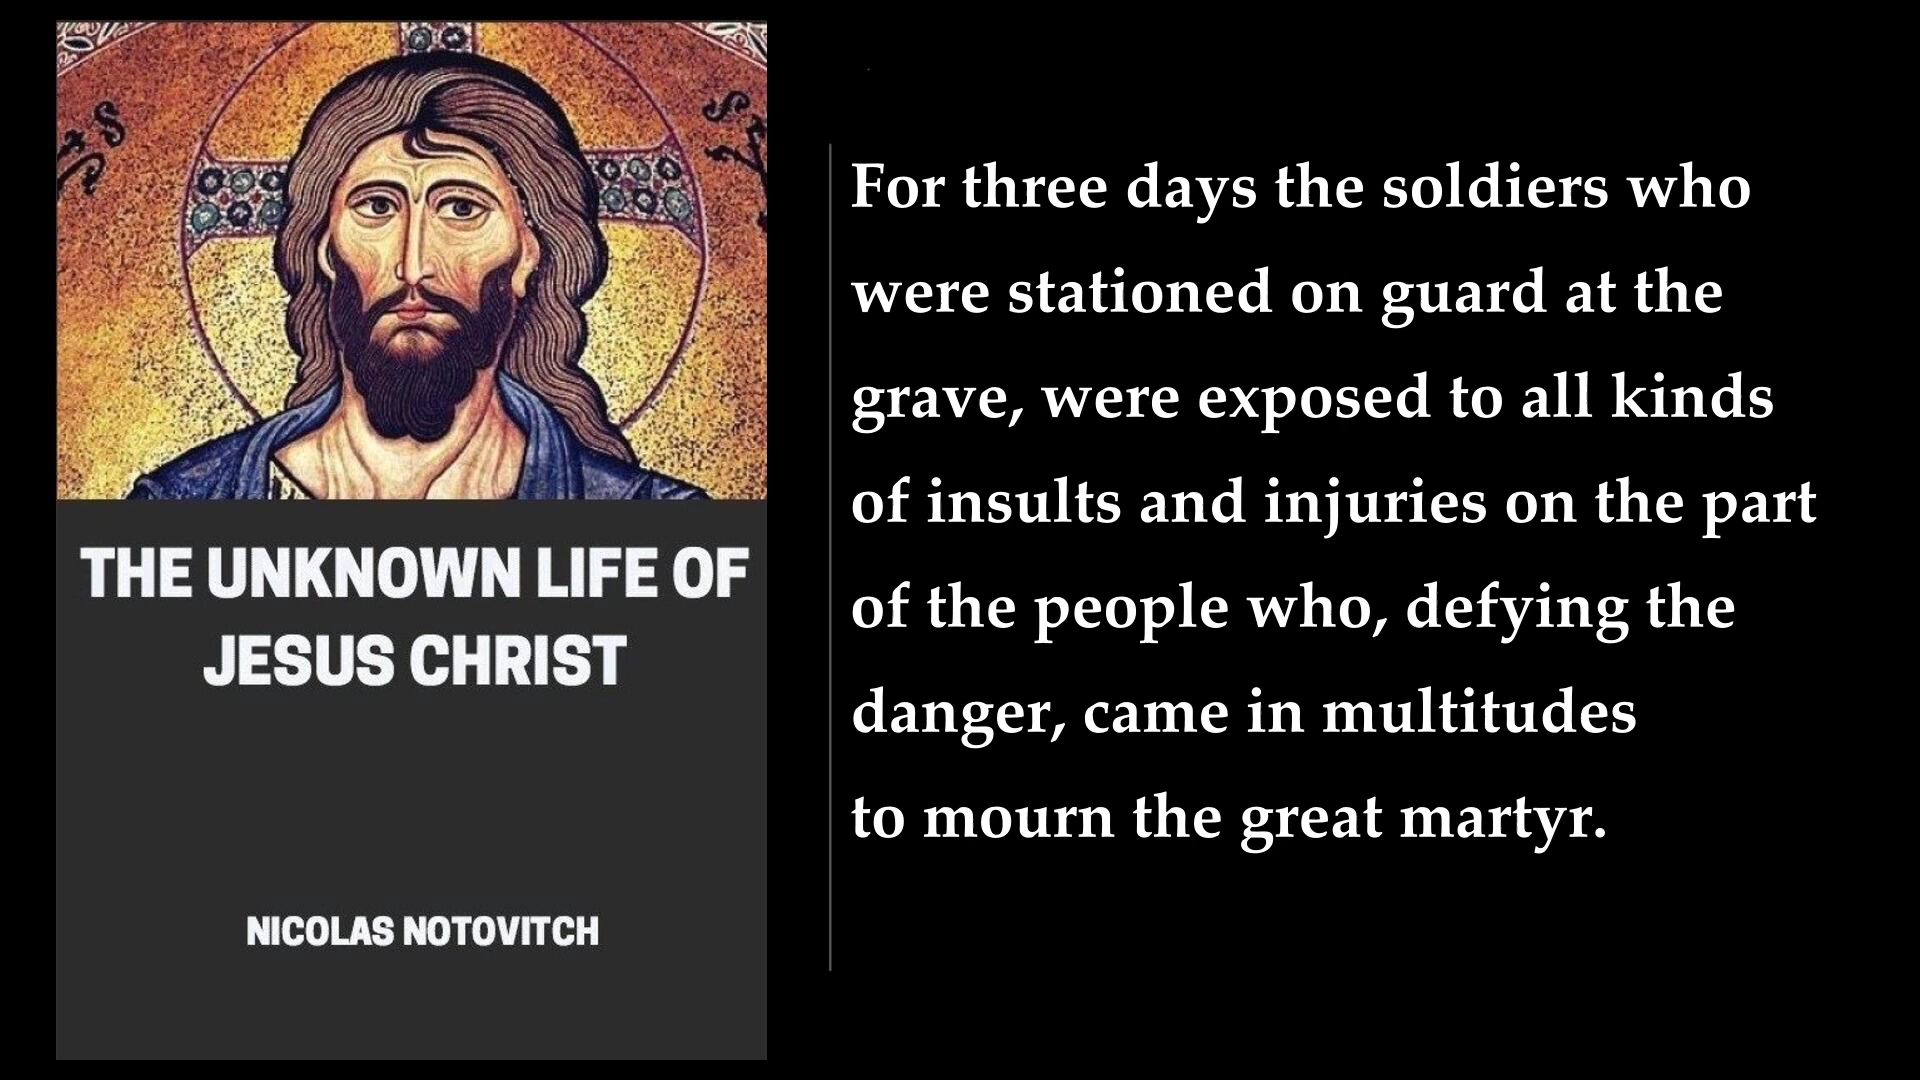 THE UNKNOWN LIFE OF
JESUS CHRIST
NICOLAS NOTOVITCH
For three days the soldiers who
were stationed on guard at the
grave, were exposed to all kinds
of insults and injuries on the part
of the people who, defying the
danger, came in multitudes
to mourn the great martyr.